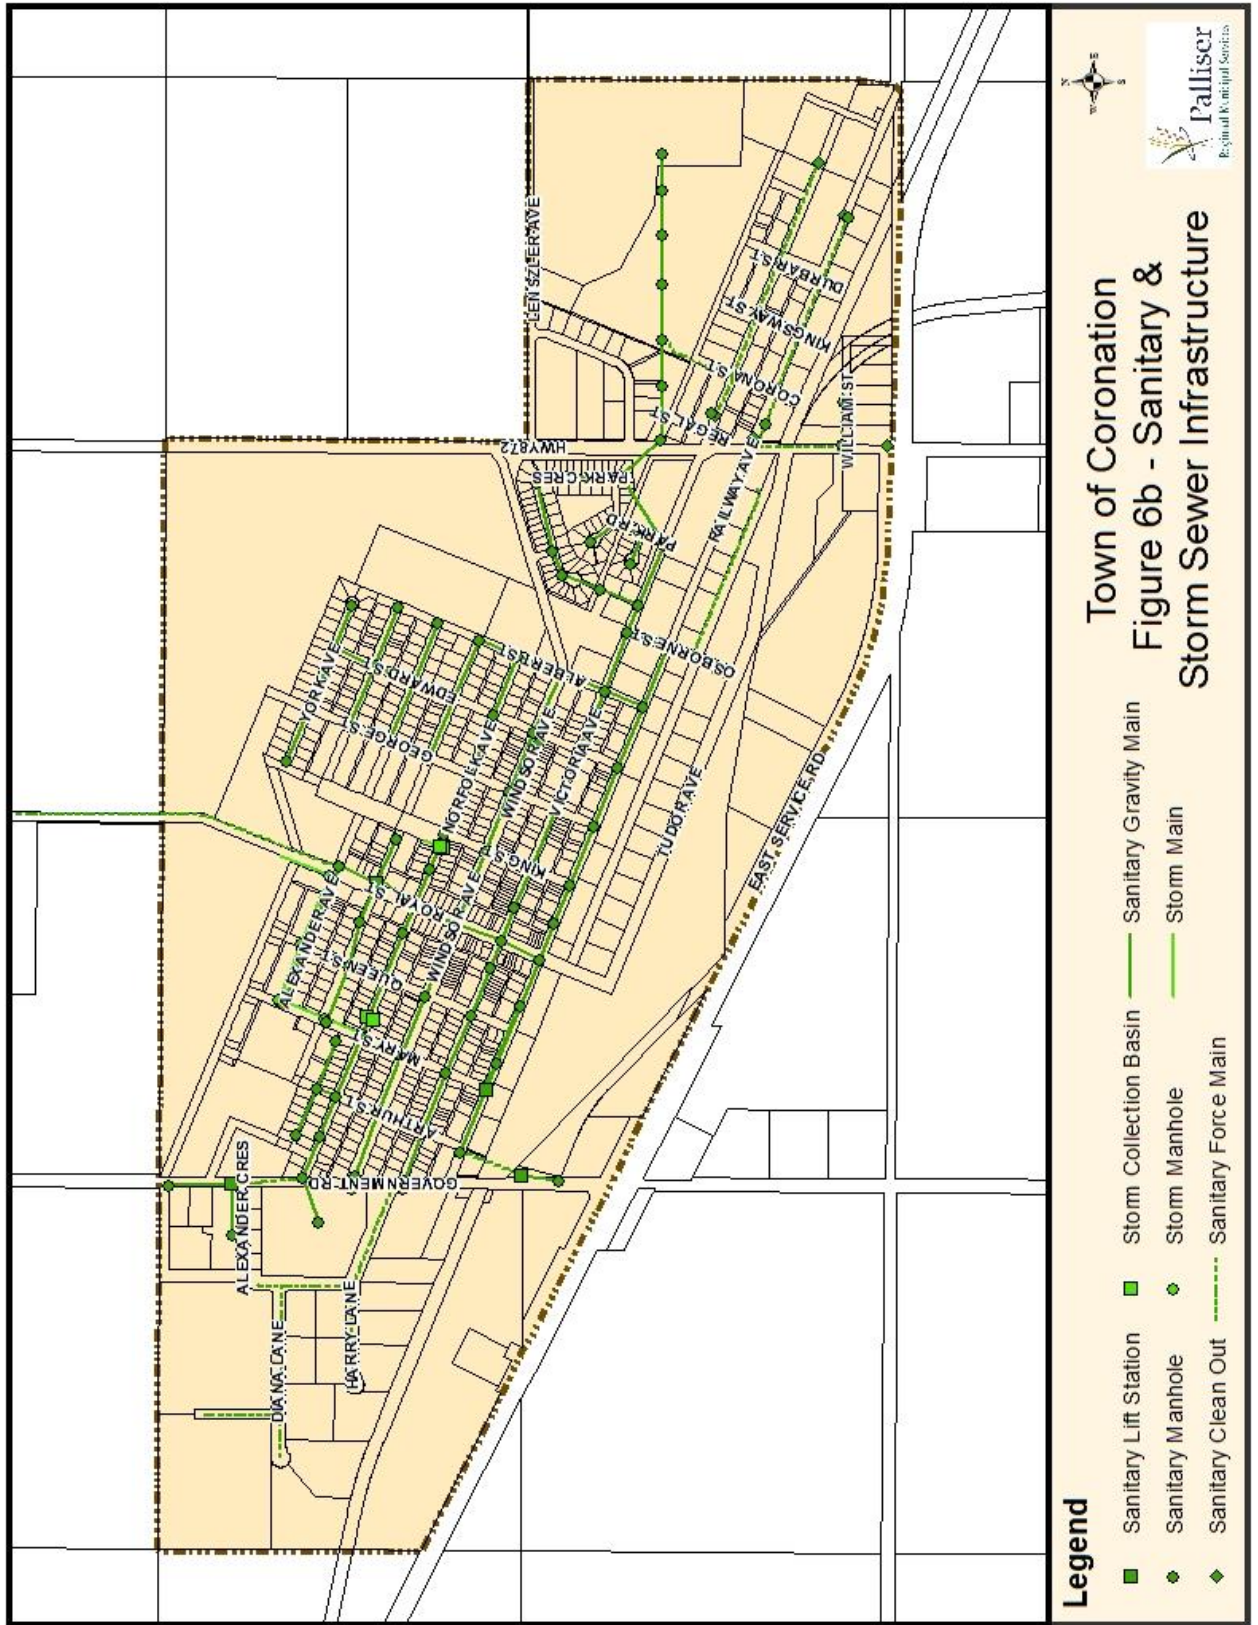 LEN SZLER AVE
DURBAR ST
KINGSWAY ST
CORONA ST
REGAL ST
WILLIAM ST
HWY 872
PARK CRES
PARK RD
RAILWAY AVE
OSBORNE ST
YORK AVE
EDWARD ST
ALBERT ST
GEORGE ST
NORFOLK AVE
WINDSOR AVE
VICTORIA AVE
KING ST
TUDOR AVE
EAST SERVICE RD
ALEXANDER AVE
ROYAL ST
WINDSOR AVE
QUEEN ST
MARY ST
ARTHUR ST
GOVERNMENT RD
ALEXANDER CRES
DIANA LANE
HARRY LANE
Legend
Sanitary Lift Station
Storm Collection Basin
Sanitary Gravity Main
Sanitary Manhole
Storm Manhole
Storm Main
Sanitary Clean Out
Sanitary Force Main
Town of Coronation
Figure 6b - Sanitary &
Storm Sewer Infrastructure
N
W
E
S
Palliser
Regional Municipal Services